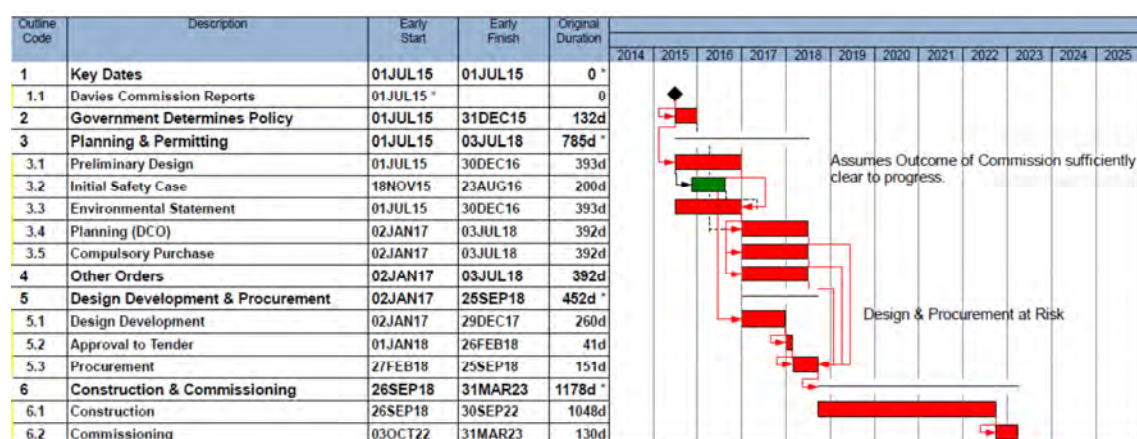 Outline Code Description Early Start Early Finish Original Duration
2014 2015 2016 2017 2018 2019 2020 2021 2022 2023 2024 2025
1 Key Dates 01JUL15 01JUL15 0 *
1.1 Davies Commission Reports 01JUL15 * 0
2 Government Determines Policy 01JUL15 31DEC15 132d
3 Planning & Permitting 01JUL15 03JUL18 785d *
3.1 Preliminary Design 01JUL15 30DEC16 393d
Assumes Outcome of Commission sufficiently
clear to progress.
3.2 Initial Safety Case 18NOV15 23AUG16 200d
3.3 Environmental Statement 01JUL15 30DEC16 393d
3.4 Planning (DCO) 02JAN17 03JUL18 392d
3.5 Compulsory Purchase 02JAN17 03JUL18 392d
4 Other Orders 02JAN17 03JUL18 392d
5 Design Development & Procurement 02JAN17 25SEP18 452d *
5.1 Design Development 02JAN17 29DEC17 260d
Design & Procurement at Risk
5.2 Approval to Tender 01JAN18 26FEB18 41d
5.3 Procurement 27FEB18 25SEP18 151d
6 Construction & Commissioning 26SEP18 31MAR23 1178d *
6.1 Construction 26SEP18 30SEP22 1048d
6.2 Commissioning 03OCT22 31MAR23 130d